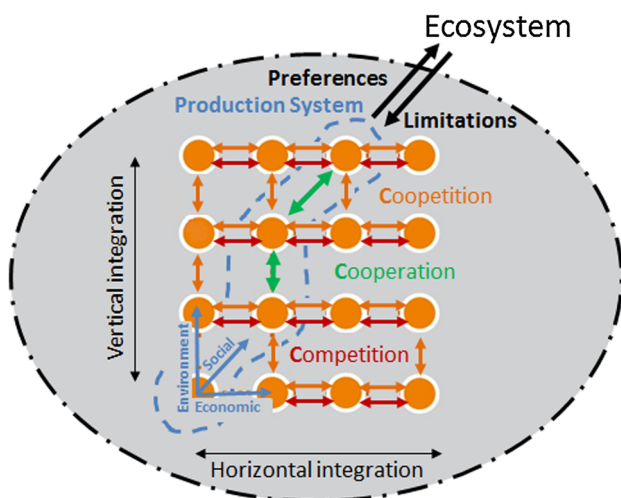 Ecosystem
Preferences
Production System
Limitations
Coopetition
Vertical integration
Cooperation
Competition
Environment
Social
Economic
Horizontal integration